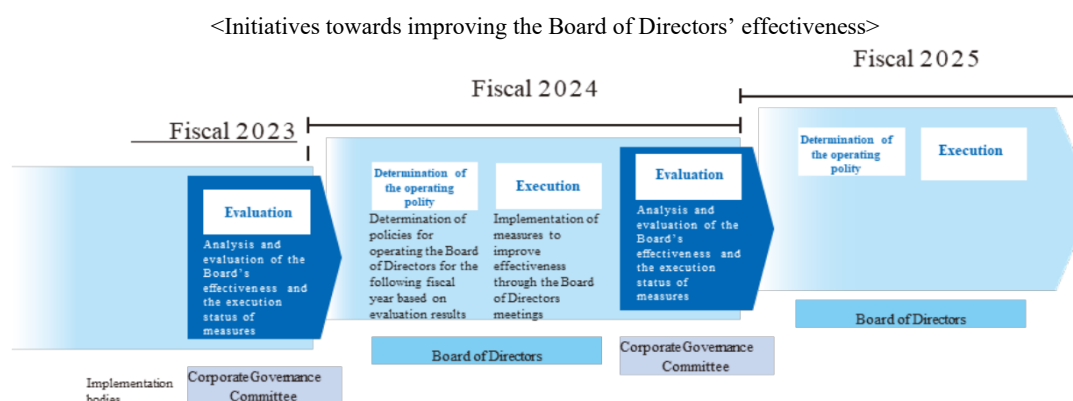 <Initiatives towards improving the Board of Directors’ effectiveness>
Fiscal 2023
Fiscal 2024
Fiscal 2025
Evaluation
Analysis and
evaluation of the
Board's
effectiveness and
the execution
status of
measures
Determination of
the operating
polity
Determination of
policies for
operating the Board
of Directors for the
following fiscal
year based on
evaluation results
Execution
Implementation of
measures to
improve
effectiveness
through the Board
of Directors
meetings
Evaluation
Analysis and
evaluation of the
Board's
effectiveness and
the execution
status of
measures
Determination of
the operating
polity
Execution
Implementation
bodies
Corporate Governance
Committee
Board of Directors
Corporate Governance
Committee
Board of Directors